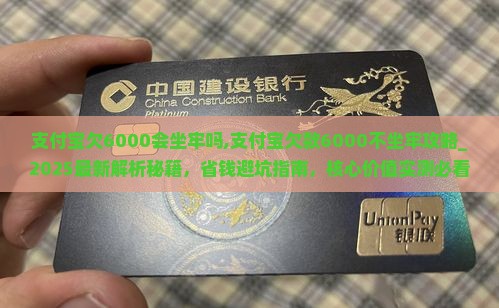 中国建设银行
China Construction Bank
Platinum
支付宝欠6000会坐牢吗,支付宝欠款6000不坐牢攻略_
2025最新解析秘籍，省钱避坑指南，核心价值实测必看
UnionPay
银联